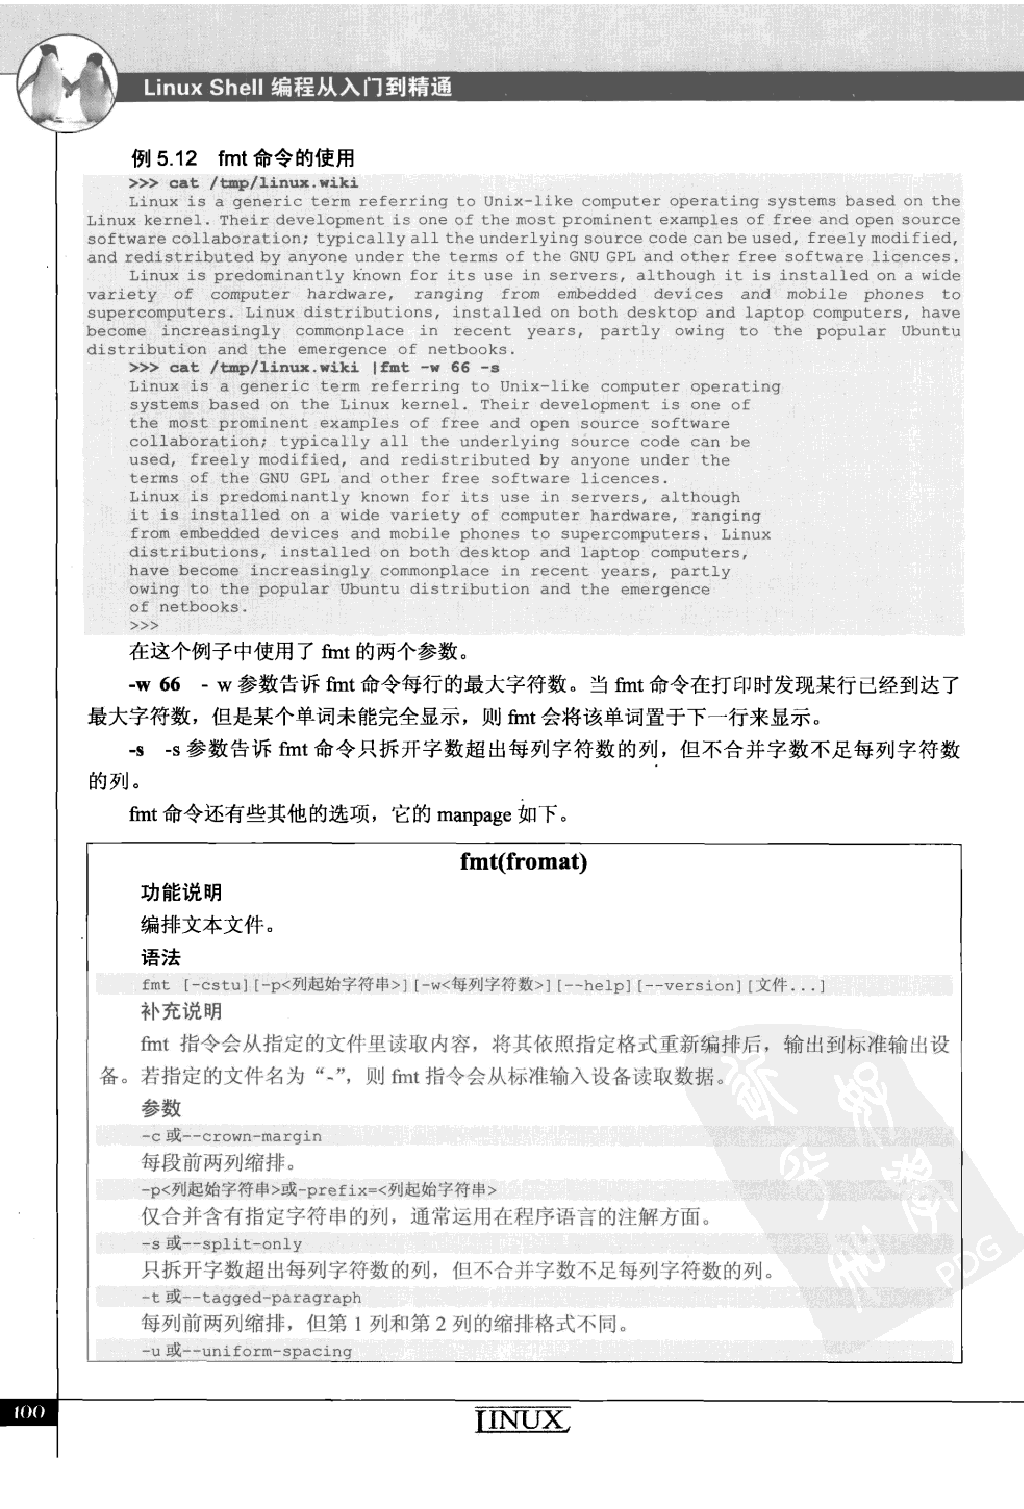 Linux Shell 编程从入门到精通
例 5.12 fmt 命令的使用
>>> cat /tmp/linux.wiki
Linux is a generic term referring to Unix-like computer operating systems based on the
Linux kernel. Their development is one of the most prominent examples of free and open source
software collaboration; typically all the underlying source code can be used, freely modified,
and redistributed by anyone under the terms of the GNU GPL and other free software licences.
Linux is predominantly known for its use in servers, although it is installed on a wide
variety of computer hardware, ranging from embedded devices and mobile phones to
supercomputers. Linux distributions, installed on both desktop and laptop computers, have
become increasingly commonplace in recent years, partly owing to the popular Ubuntu
distribution and the emergence of netbooks.
>>> cat /tmp/linux.wiki |fmt -w 66 -s
Linux is a generic term referring to Unix-like computer operating
systems based on the Linux kernel. Their development is one of
the most prominent examples of free and open source software
collaboration; typically all the underlying source code can be
used, freely modified, and redistributed by anyone under the
terms of the GNU GPL and other free software licences.
Linux is predominantly known for its use in servers, although
it is installed on a wide variety of computer hardware, ranging
from embedded devices and mobile phones to supercomputers. Linux
distributions, installed on both desktop and laptop computers,
have become increasingly commonplace in recent years, partly
owing to the popular Ubuntu distribution and the emergence
of netbooks.
>>>
在这个例子中使用了 fmt 的两个参数。
-w 66 - w 参数告诉 fmt 命令每行的最大字符数。当 fmt 命令在打印时发现某行已经到达了
最大字符数，但是某个单词未能完全显示，则 fmt 会将该单词置于下一行来显示。
-s -s 参数告诉 fmt 命令只拆开字数超出每列字符数的列，但不合并字数不足每列字符数
的列。
fmt 命令还有些其他的选项，它的 manpage 如下。
fmt(fromat)
功能说明
编排文本文件。
语法
fmt [-cstu][-p<列起始字符串>][-w<每列字符数>][--help][--version][文件...]
补充说明
fmt 指令会从指定的文件里读取内容，将其依照指定格式重新编排后，输出到标准输出设
备。若指定的文件名为“-”，则 fmt 指令会从标准输入设备读取数据。
参数
-c 或--crown-margin
每段前两列缩排。
-p<列起始字符串>或-prefix=<列起始字符串>
仅合并含有指定字符串的列，通常运用在程序语言的注解方面。
-s 或--split-only
只拆开字数超出每列字符数的列，但不合并字数不足每列字符数的列。
-t 或--tagged-paragraph
每列前两列缩排，但第 1 列和第 2 列的缩排格式不同。
-u 或--uniform-spacing
PDG
100
LINUX